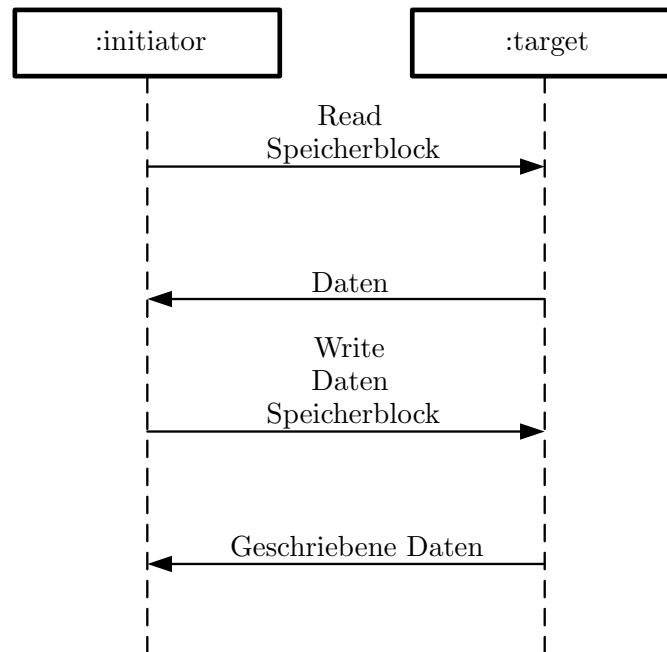 :initiator
:target
Read
Speicherblock
Daten
Write
Daten
Speicherblock
Geschriebene Daten